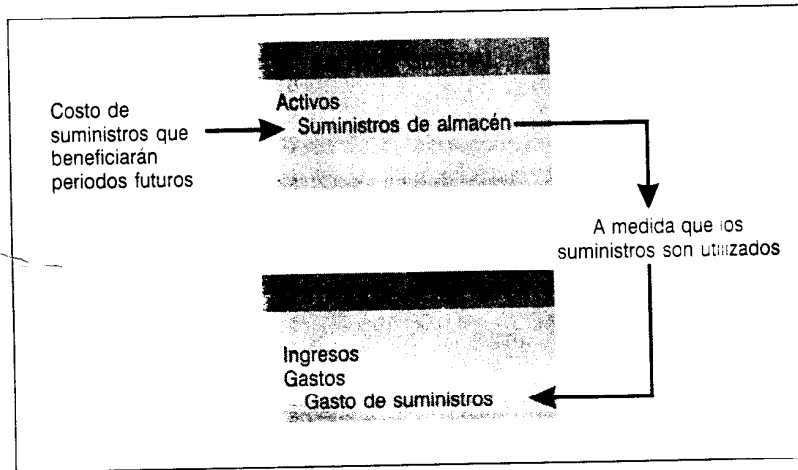 Costo de
suministros que
beneficiarán
periodos futuros
Activos
Suministros de almacén
A medida que los
suministros son utilizados
Ingresos
Gastos
Gasto de suministros